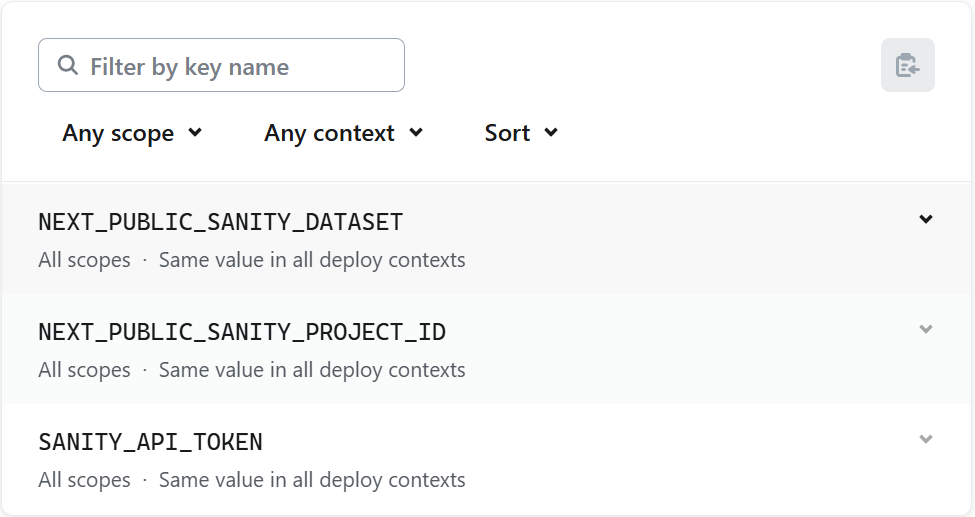 Filter by key name
Any scope Any context Sort
NEXT_PUBLIC_SANITY_DATASET
All scopes · Same value in all deploy contexts
NEXT_PUBLIC_SANITY_PROJECT_ID
All scopes · Same value in all deploy contexts
SANITY_API_TOKEN
All scopes · Same value in all deploy contexts